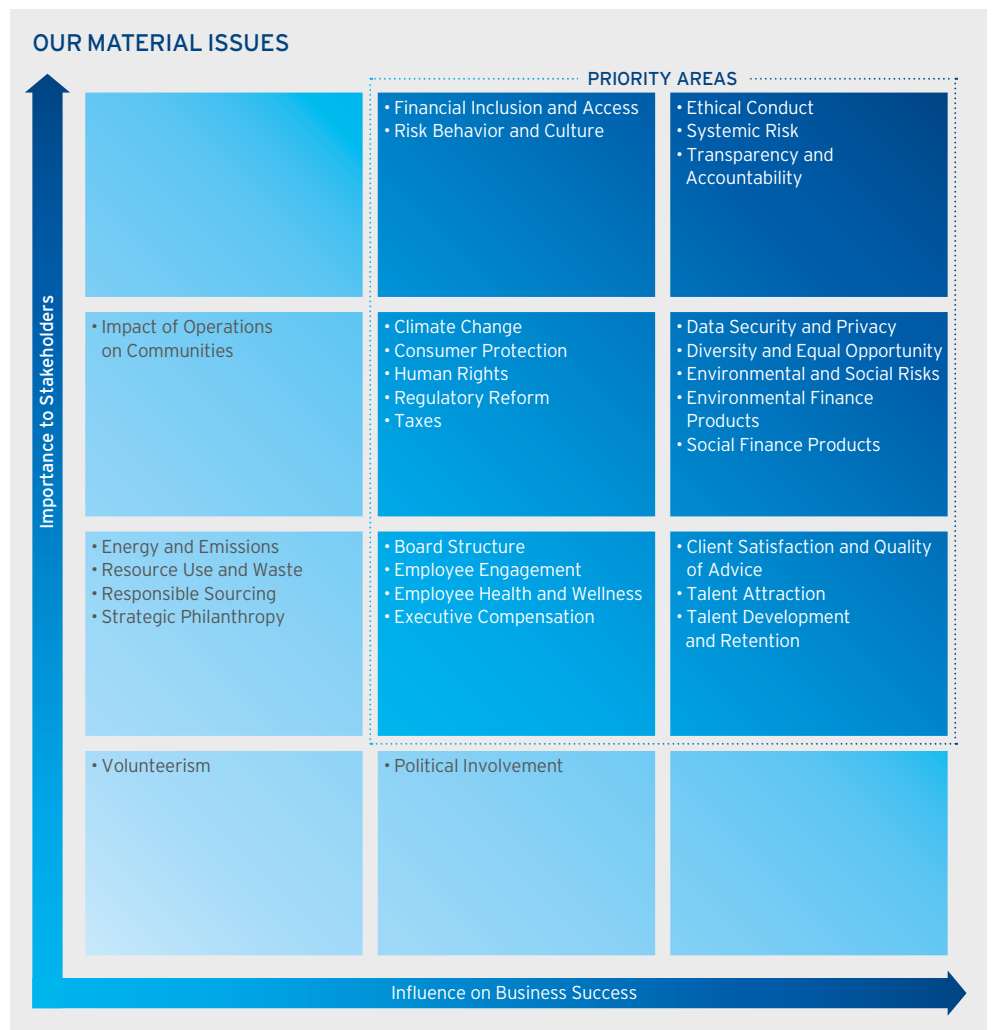 OUR MATERIAL ISSUES
PRIORITY AREAS
• Financial Inclusion and Access
• Risk Behavior and Culture
• Ethical Conduct
• Systemic Risk
• Transparency and
Accountability
• Impact of Operations
on Communities
• Climate Change
• Consumer Protection
• Human Rights
• Regulatory Reform
• Taxes
• Data Security and Privacy
• Diversity and Equal Opportunity
• Environmental and Social Risks
• Environmental Finance
Products
• Social Finance Products
• Energy and Emissions
• Resource Use and Waste
• Responsible Sourcing
• Strategic Philanthropy
• Board Structure
• Employee Engagement
• Employee Health and Wellness
• Executive Compensation
• Client Satisfaction and Quality
of Advice
• Talent Attraction
• Talent Development
and Retention
• Volunteerism
• Political Involvement
Importance to Stakeholders
Influence on Business Success